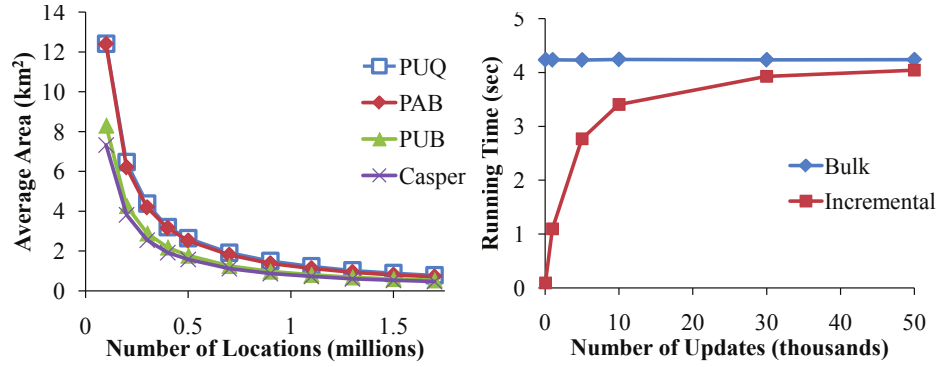 14
12
10
8
6
4
2
0
Average Area (km²)
0
0.5
1
1.5
Number of Locations (millions)
PUQ
PAB
PUB
Casper
5
4
3
2
1
0
Running Time (sec)
0
10
20
30
40
50
Number of Updates (thousands)
Bulk
Incremental